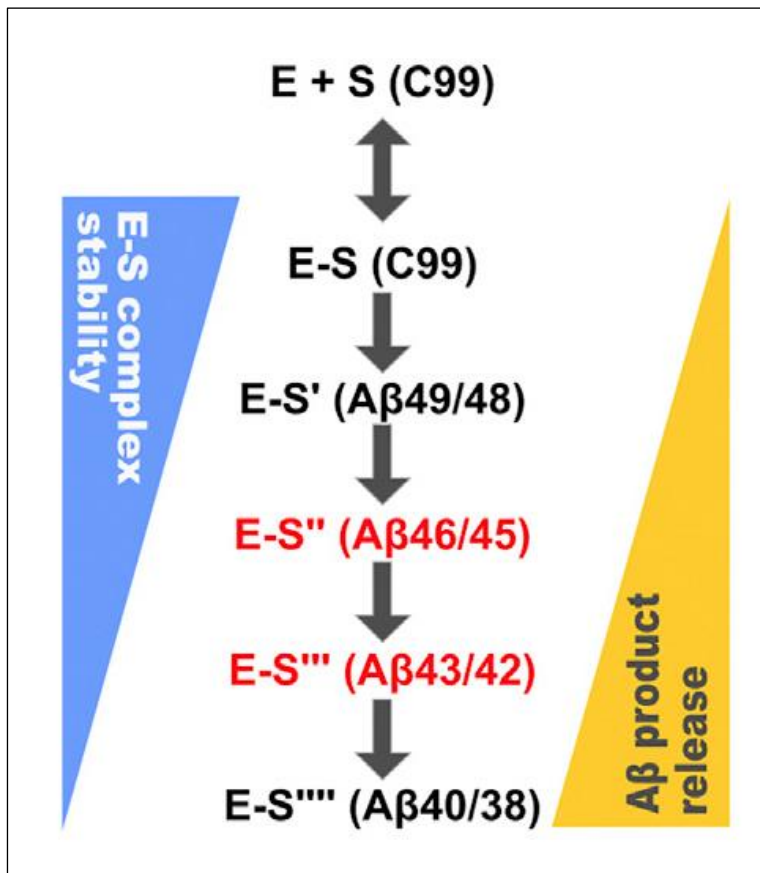 E + S (C99)
E-S complex
stability
E-S (C99)
E-S' (Aβ49/48)
E-S'' (Aβ46/45)
E-S''' (Aβ43/42)
E-S'''' (Aβ40/38)
Aβ product
release